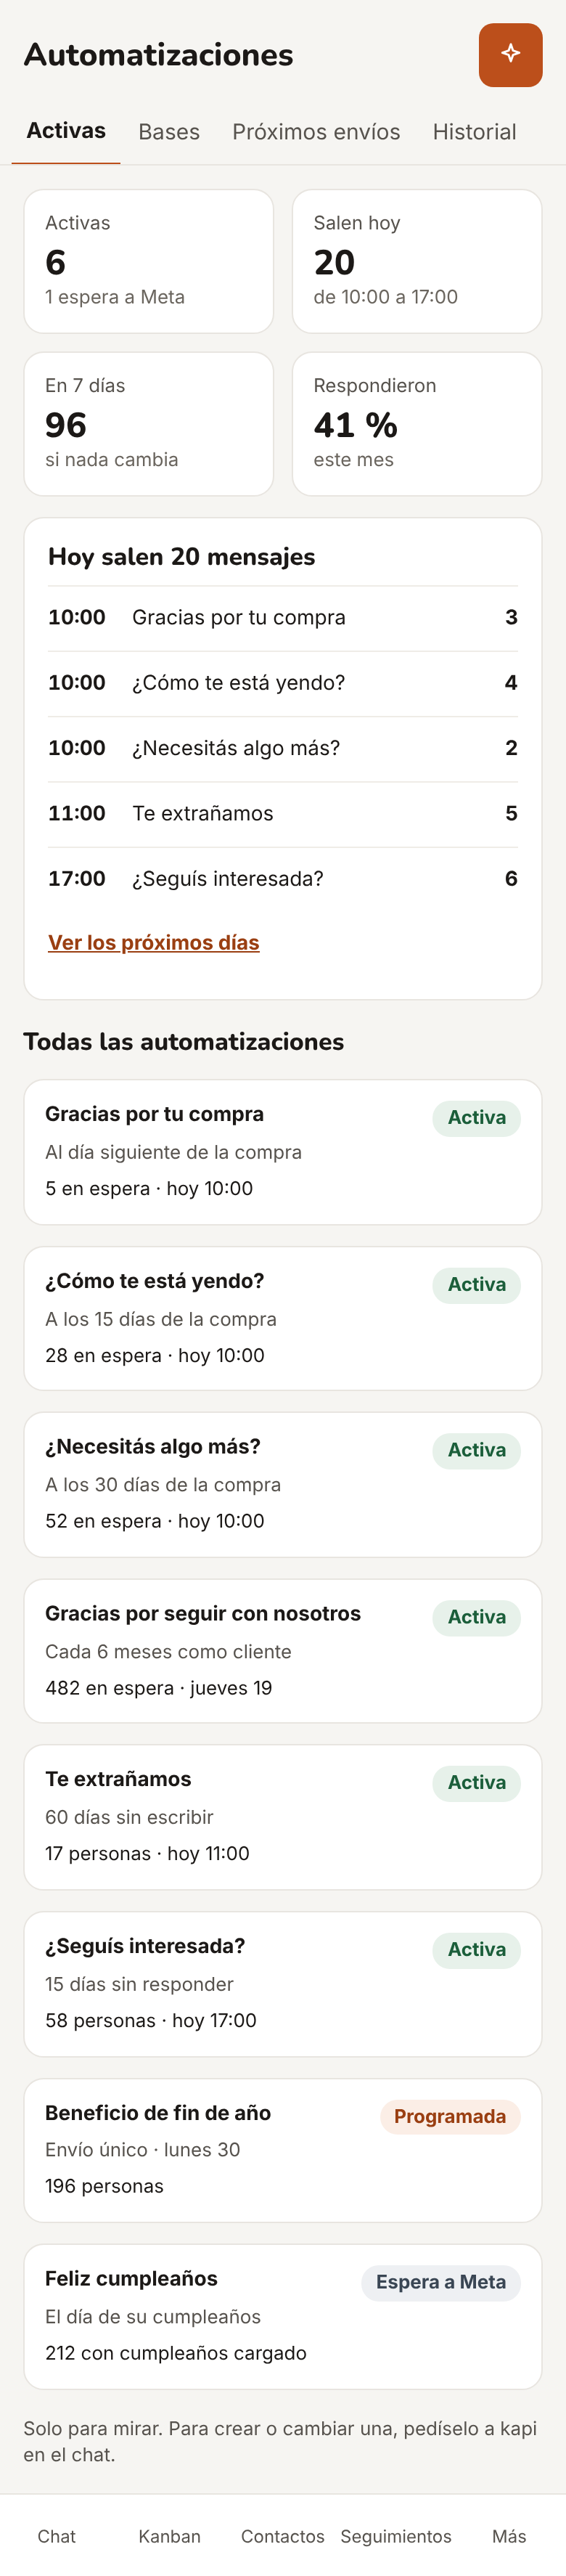 Automatizaciones
Activas Bases Próximos envíos Historial
Activas
6
1 espera a Meta
Salen hoy
20
de 10:00 a 17:00
En 7 días
96
si nada cambia
Respondieron
41 %
este mes
Hoy salen 20 mensajes
10:00 Gracias por tu compra 3
10:00 ¿Cómo te está yendo? 4
10:00 ¿Necesitás algo más? 2
11:00 Te extrañamos 5
17:00 ¿Seguís interesada? 6
Ver los próximos días
Todas las automatizaciones
Gracias por tu compra Activa
Al día siguiente de la compra
5 en espera · hoy 10:00
¿Cómo te está yendo? Activa
A los 15 días de la compra
28 en espera · hoy 10:00
¿Necesitás algo más? Activa
A los 30 días de la compra
52 en espera · hoy 10:00
Gracias por seguir con nosotros Activa
Cada 6 meses como cliente
482 en espera · jueves 19
Te extrañamos Activa
60 días sin escribir
17 personas · hoy 11:00
¿Seguís interesada? Activa
15 días sin responder
58 personas · hoy 17:00
Beneficio de fin de año Programada
Envío único · lunes 30
196 personas
Feliz cumpleaños Espera a Meta
El día de su cumpleaños
212 con cumpleaños cargado
Solo para mirar. Para crear o cambiar una, pedíselo a kapi
en el chat.
Chat Kanban Contactos Seguimientos Más